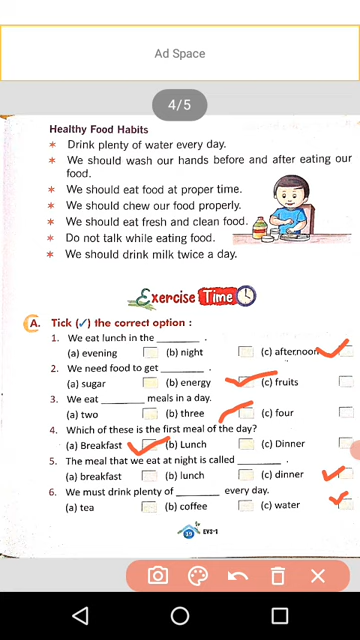 Ad Space
4/5
Healthy Food Habits
* Drink plenty of water every day.
* We should wash our hands before and after eating our
food.
* We should eat food at proper time.
* We should chew our food properly.
* We should eat fresh and clean food.
* Do not talk while eating food.
* We should drink milk twice a day.
Exercise Time
A. Tick (✓) the correct option :
1. We eat lunch in the ________ .
(a) evening (b) night (c) afternoon
2. We need food to get ________ .
(a) sugar (b) energy (c) fruits
3. We eat ________ meals in a day.
(a) two (b) three (c) four
4. Which of these is the first meal of the day?
(a) Breakfast (b) Lunch (c) Dinner
5. The meal that we eat at night is called ________ .
(a) breakfast (b) lunch (c) dinner
6. We must drink plenty of ________ every day.
(a) tea (b) coffee (c) water
19 EVS-1